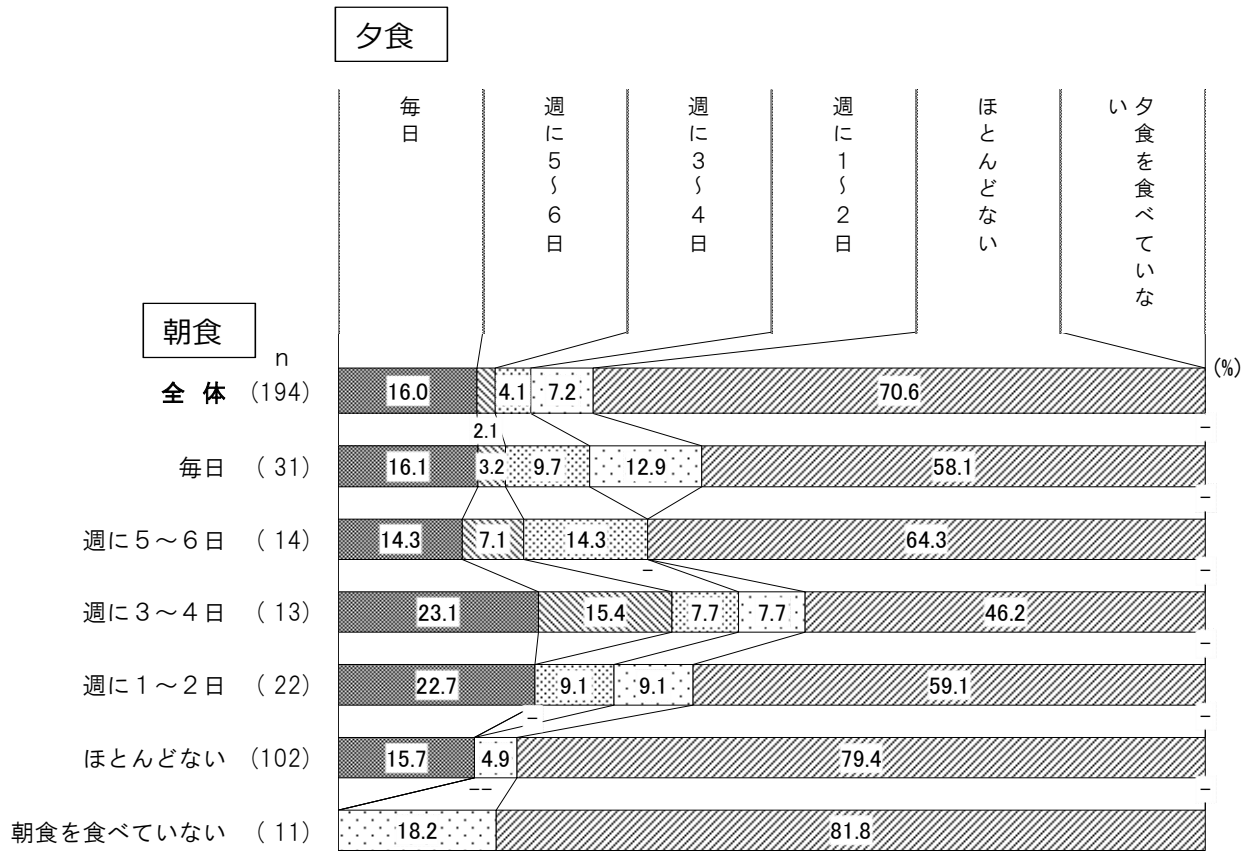 夕食
毎日
週に5~6日
週に3~4日
週に1~2日
ほとんどない
夕食を食べていない
朝食
n
(%)
全 体 (194) 16.0 2.1 4.1 7.2 70.6 -
毎日 ( 31) 16.1 3.2 9.7 12.9 58.1 -
週に5~6日 ( 14) 14.3 7.1 14.3 - 64.3 -
週に3~4日 ( 13) 23.1 15.4 7.7 7.7 46.2 -
週に1~2日 ( 22) 22.7 - 9.1 9.1 59.1 -
ほとんどない (102) 15.7 -- 4.9 79.4 -
朝食を食べていない ( 11) 18.2 81.8